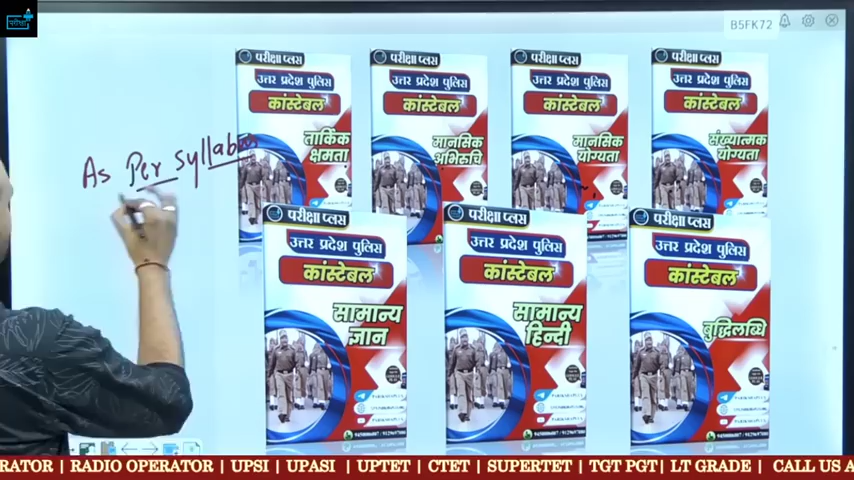 परीक्षा
B5FK72
As Per Syllabus
परीक्षा प्लस
उत्तर प्रदेश पुलिस
कांस्टेबल
तार्किक
क्षमता
परीक्षा प्लस
उत्तर प्रदेश पुलिस
कांस्टेबल
मानसिक
अभिरुचि
परीक्षा प्लस
उत्तर प्रदेश पुलिस
कांस्टेबल
मानसिक
योग्यता
परीक्षा प्लस
उत्तर प्रदेश पुलिस
कांस्टेबल
संख्यात्मक
योग्यता
परीक्षा प्लस
उत्तर प्रदेश पुलिस
कांस्टेबल
सामान्य
ज्ञान
परीक्षा प्लस
उत्तर प्रदेश पुलिस
कांस्टेबल
सामान्य
हिन्दी
परीक्षा प्लस
उत्तर प्रदेश पुलिस
कांस्टेबल
बुद्धिलब्धि
RATOR | RADIO OPERATOR | UPSI | UPASI | UPTET | CTET | SUPERTET | TGT PGT| LT GRADE | CALL US A